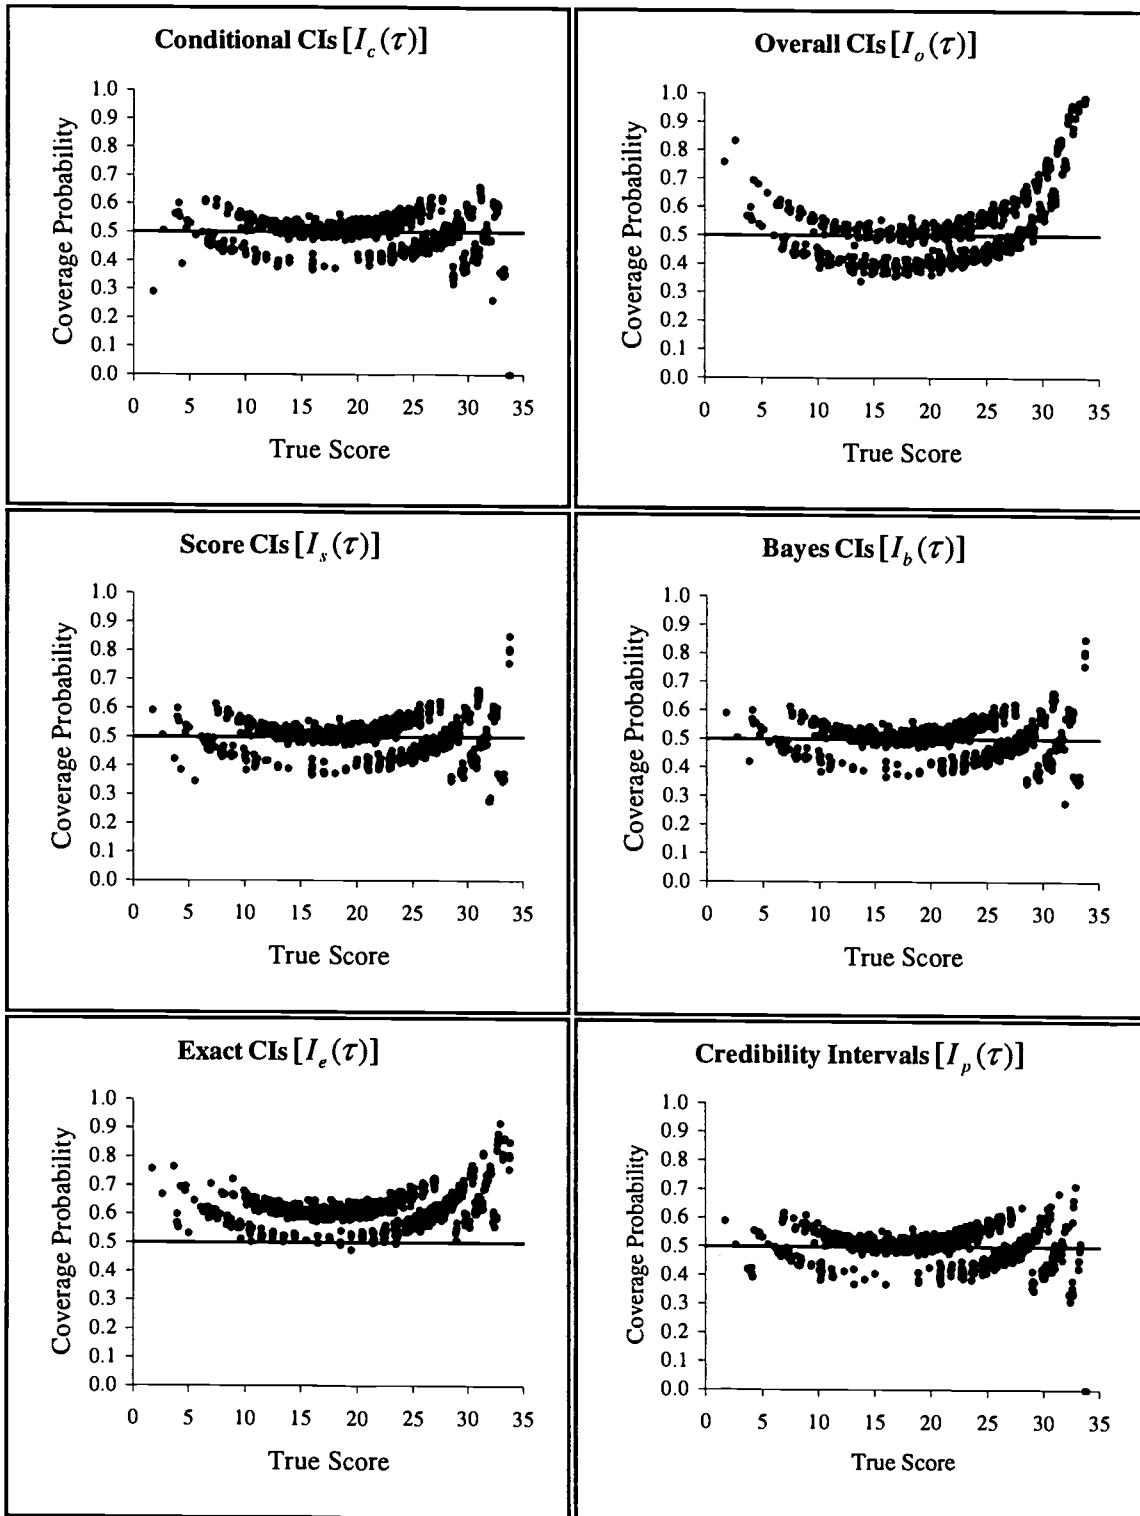 Conditional CIs [I_c(τ)]
Coverage Probability
1.0
0.9
0.8
0.7
0.6
0.5
0.4
0.3
0.2
0.1
0.0
0 5 10 15 20 25 30 35
True Score
Overall CIs [I_o(τ)]
Coverage Probability
1.0
0.9
0.8
0.7
0.6
0.5
0.4
0.3
0.2
0.1
0.0
0 5 10 15 20 25 30 35
True Score
Score CIs [I_s(τ)]
Coverage Probability
1.0
0.9
0.8
0.7
0.6
0.5
0.4
0.3
0.2
0.1
0.0
0 5 10 15 20 25 30 35
True Score
Bayes CIs [I_b(τ)]
Coverage Probability
1.0
0.9
0.8
0.7
0.6
0.5
0.4
0.3
0.2
0.1
0.0
0 5 10 15 20 25 30 35
True Score
Exact CIs [I_e(τ)]
Coverage Probability
1.0
0.9
0.8
0.7
0.6
0.5
0.4
0.3
0.2
0.1
0.0
0 5 10 15 20 25 30 35
True Score
Credibility Intervals [I_p(τ)]
Coverage Probability
1.0
0.9
0.8
0.7
0.6
0.5
0.4
0.3
0.2
0.1
0.0
0 5 10 15 20 25 30 35
True Score